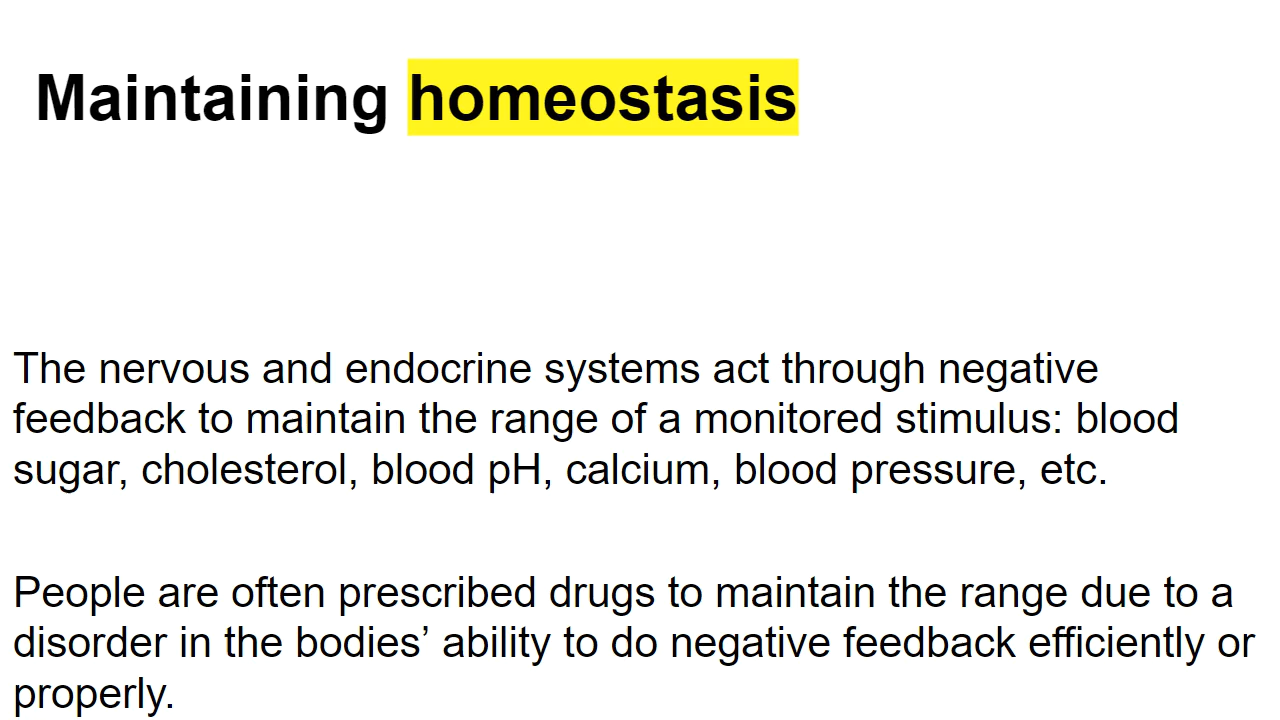 Maintaining homeostasis
The nervous and endocrine systems act through negative
feedback to maintain the range of a monitored stimulus: blood
sugar, cholesterol, blood pH, calcium, blood pressure, etc.
People are often prescribed drugs to maintain the range due to a
disorder in the bodies’ ability to do negative feedback efficiently or
properly.